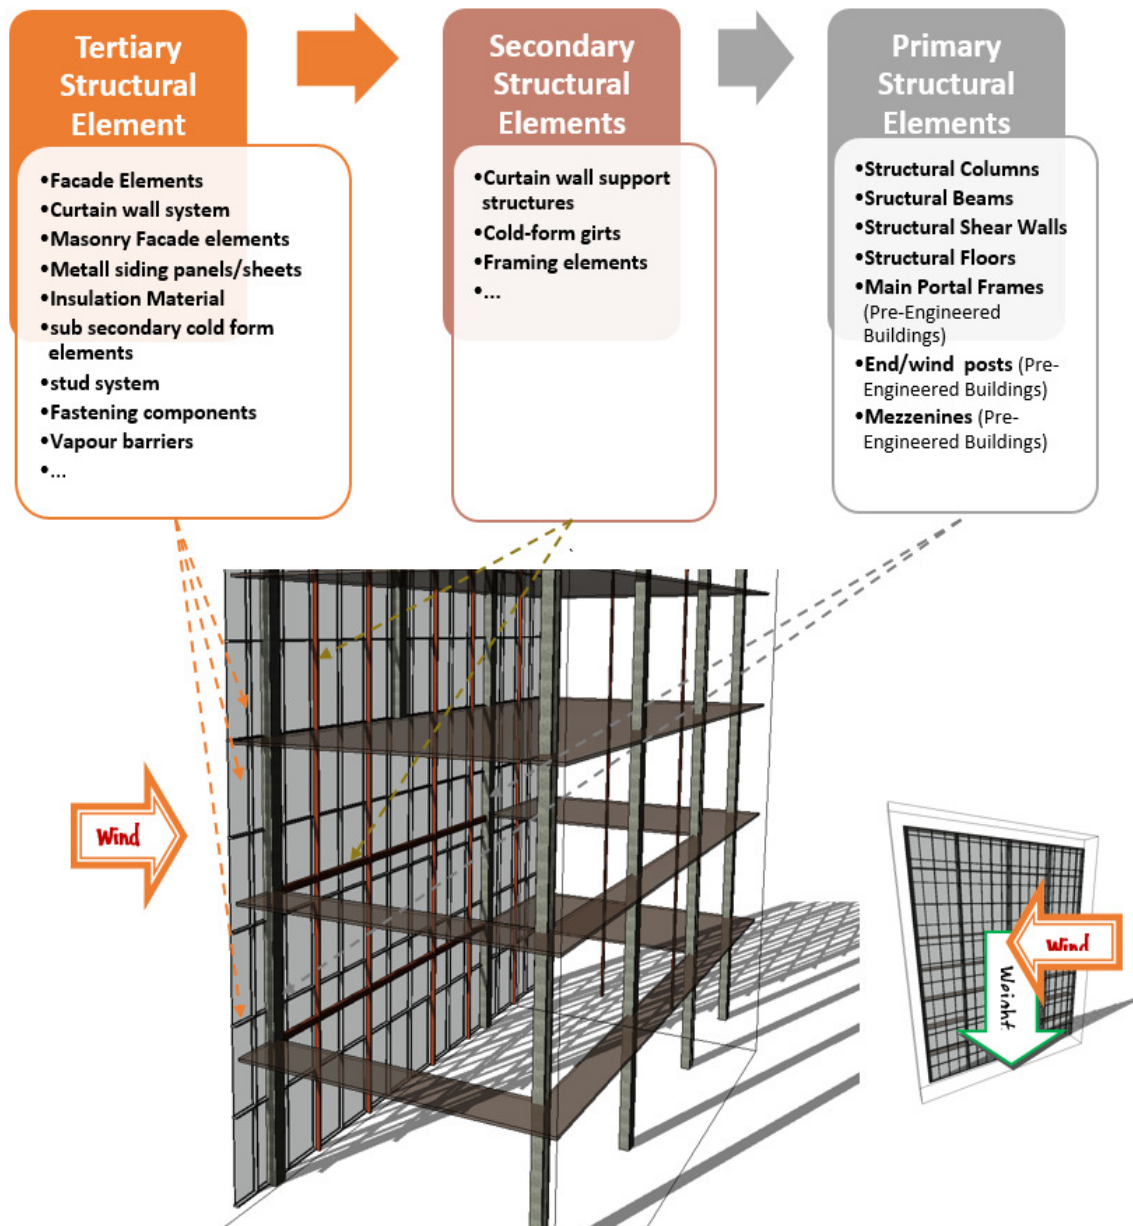 Tertiary
Structural
Element
•Facade Elements
•Curtain wall system
•Masonry Facade elements
•Metall siding panels/sheets
•Insulation Material
•sub secondary cold form
elements
•stud system
•Fastening components
•Vapour barriers
•...
Secondary
Structural
Elements
•Curtain wall support
structures
•Cold-form girts
•Framing elements
•...
Primary
Structural
Elements
•Structural Columns
•Sructural Beams
•Structural Shear Walls
•Structural Floors
•Main Portal Frames
(Pre-Engineered
Buildings)
•End/wind posts (Pre-
Engineered Buildings)
•Mezzenines (Pre-
Engineered Buildings)
Wind
Wind
Weight